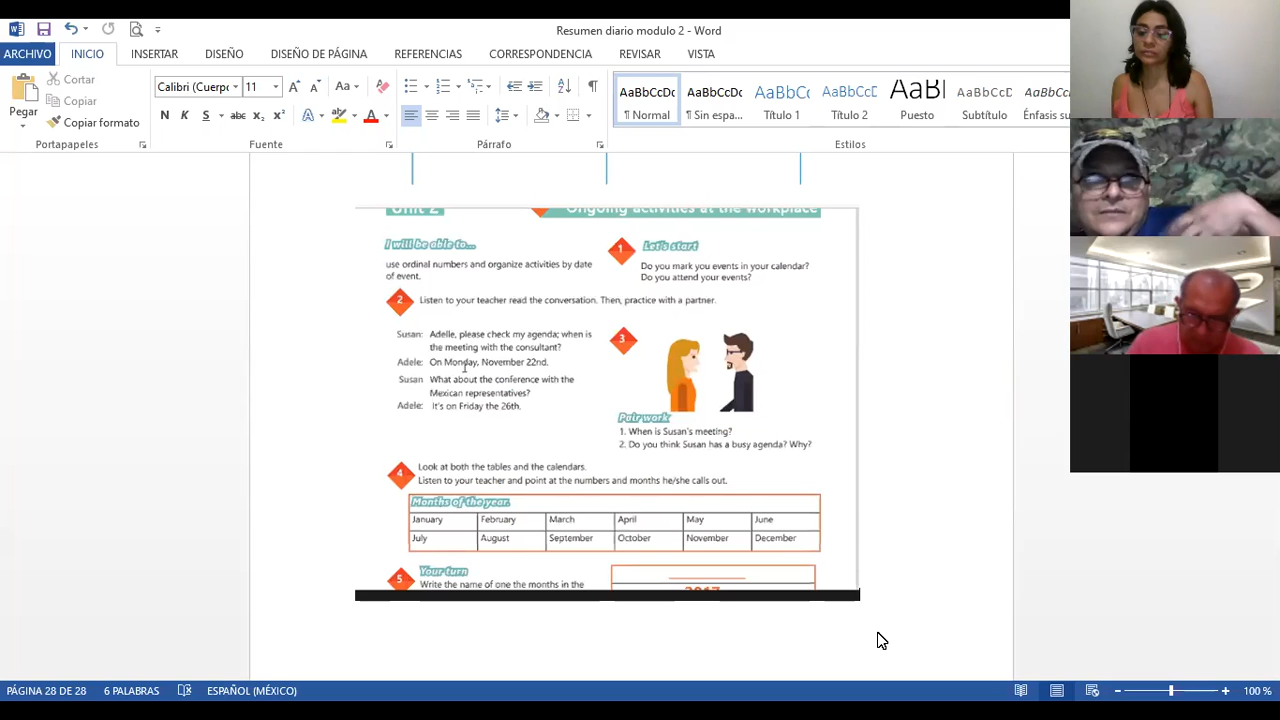 Resumen diario modulo 2 - Word
ARCHIVO INICIO INSERTAR DISEÑO DISEÑO DE PÁGINA REFERENCIAS CORRESPONDENCIA REVISAR VISTA
Pegar
Cortar
Copiar
Copiar formato
Portapapeles
Calibri (Cuerpo 11
N K S abc x₂ x²
Fuente
Párrafo
AaBbCcDc AaBbCcDc AaBbCcC AaBbCcD AaBl AaBbCcD AaBbCcDc
¶ Normal ¶ Sin espa... Título 1 Título 2 Puesto Subtítulo Énfasis su
Estilos
Unit 2
Ongoing activities at the workplace
I will be able to...
use ordinal numbers and organize activities by date
of event.
1 Let's start
Do you mark you events in your calendar?
Do you attend your events?
2 Listen to your teacher read the conversation. Then, practice with a partner.
Susan: Adelle, please check my agenda; when is
the meeting with the consultant?
Adele: On Monday, November 22nd.
Susan What about the conference with the
Mexican representatives?
Adele: It's on Friday the 26th.
3
Pair work
1. When is Susan's meeting?
2. Do you think Susan has a busy agenda? Why?
4 Look at both the tables and the calendars.
Listen to your teacher and point at the numbers and months he/she calls out.
Months of the year.
January February March April May June
July August September October November December
5 Your turn
Write the name of one the months in the
2017
PÁGINA 28 DE 28 6 PALABRAS ESPAÑOL (MÉXICO) 100 %